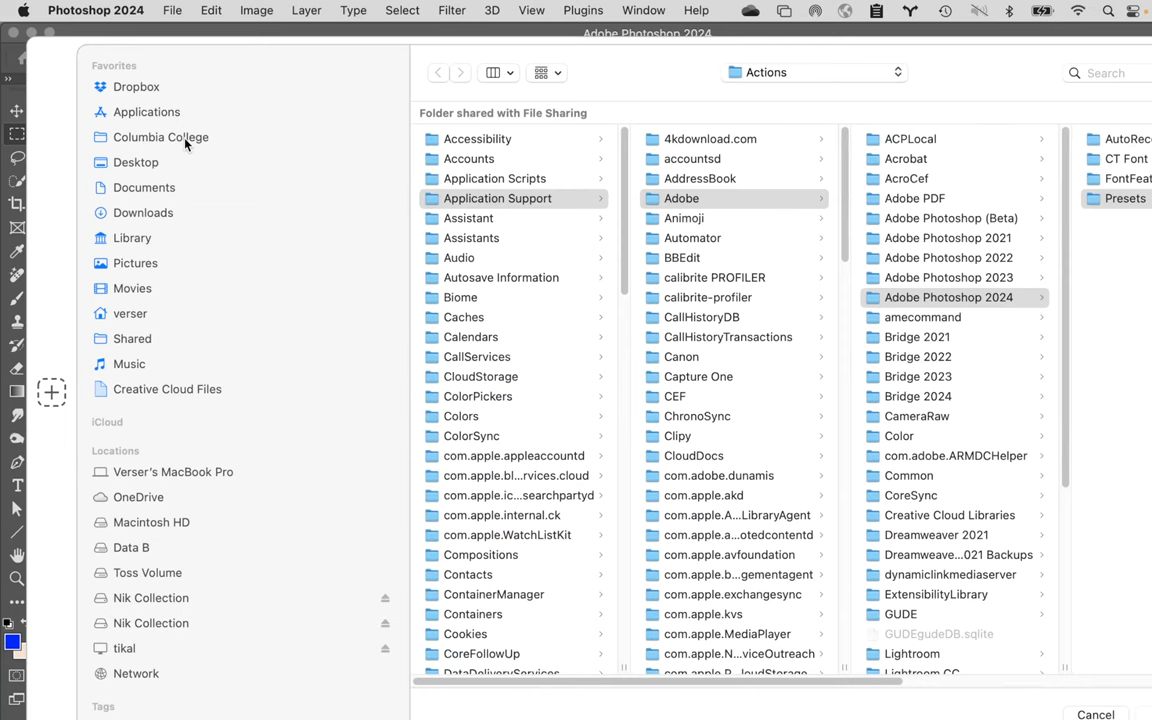 Photoshop 2024 File Edit Image Layer Type Select Filter 3D View Plugins Window Help
Adobe Photoshop 2024
Favorites
Dropbox
Applications
Columbia College
Desktop
Documents
Downloads
Library
Pictures
Movies
verser
Shared
Music
Creative Cloud Files
iCloud
Locations
Verser's MacBook Pro
OneDrive
Macintosh HD
Data B
Toss Volume
Nik Collection
Nik Collection
tikal
Network
Tags
Actions
Search
Folder shared with File Sharing
Accessibility
Accounts
Application Scripts
Application Support
Assistant
Assistants
Audio
Autosave Information
Biome
Caches
Calendars
CallServices
CloudStorage
ColorPickers
Colors
ColorSync
com.apple.appleaccountd
com.apple.bl...rvices.cloud
com.apple.ic...searchpartyd
com.apple.internal.ck
com.apple.WatchListKit
Compositions
Contacts
ContainerManager
Containers
Cookies
CoreFollowUp
DataDeliveryServices
4kdownload.com
accountsd
AddressBook
Adobe
Animoji
Automator
BBEdit
calibrite PROFILER
calibrite-profiler
CallHistoryDB
CallHistoryTransactions
Canon
Capture One
CEF
ChronoSync
Clipy
CloudDocs
com.adobe.dunamis
com.apple.akd
com.apple.A...LibraryAgent
com.apple.a...otedcontentd
com.apple.avfoundation
com.apple.b...gementagent
com.apple.exchangesync
com.apple.kvs
com.apple.MediaPlayer
com.apple.N...viceOutreach
com.apple.P...loudStorage
ACPLocal
Acrobat
AcroCef
Adobe PDF
Adobe Photoshop (Beta)
Adobe Photoshop 2021
Adobe Photoshop 2022
Adobe Photoshop 2023
Adobe Photoshop 2024
amecommand
Bridge 2021
Bridge 2022
Bridge 2023
Bridge 2024
CameraRaw
Color
com.adobe.ARMDCHelper
Common
CoreSync
Creative Cloud Libraries
Dreamweaver 2021
Dreamweave...021 Backups
dynamiclinkmediaserver
ExtensibilityLibrary
GUDE
GUDEgudeDB.sqlite
Lightroom
Lightroom CC
AutoRec
CT Font
FontFeat
Presets
Cancel